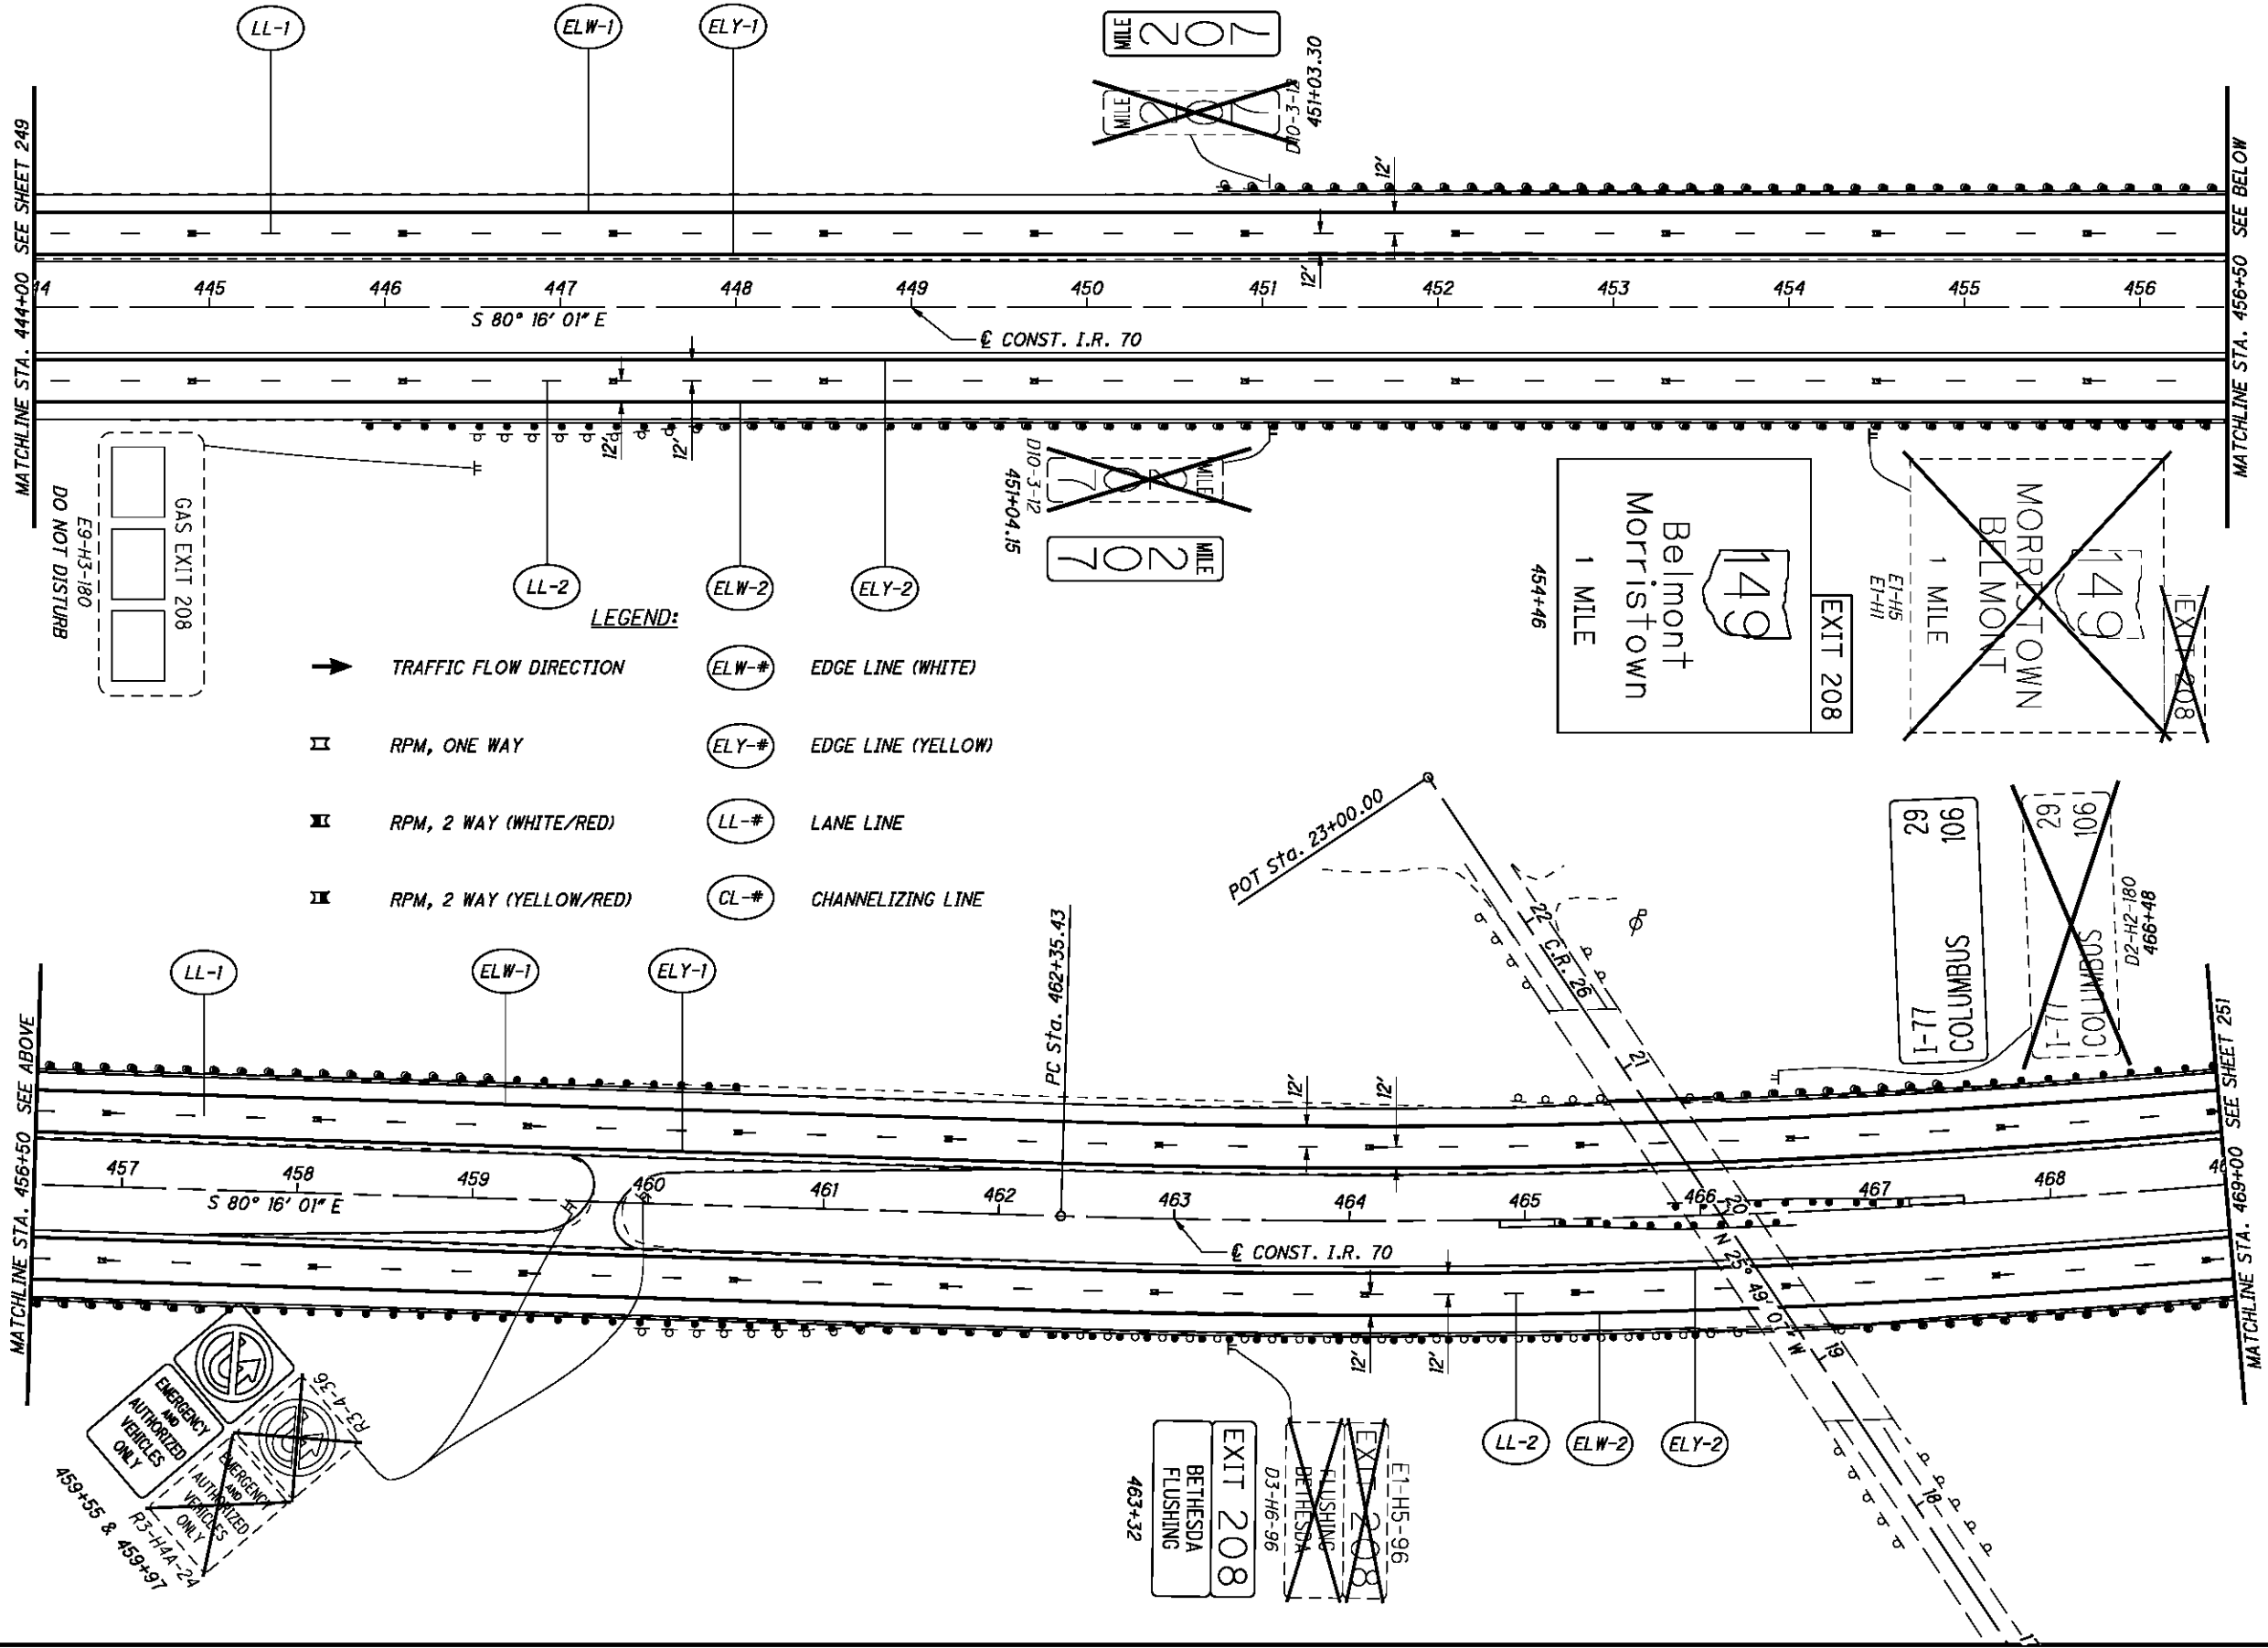 LL-1
ELW-1
ELY-1
MILE 207
MILE 207
D10-3-12
451+03.30
MATCHLINE STA. 444+00 SEE SHEET 249
MATCHLINE STA. 456+50 SEE BELOW
12'
12'
445
446
447
448
449
450
451
452
453
454
455
456
S 80° 16' 01" E
℄ CONST. I.R. 70
12'
12'
GAS EXIT 208
E9-H3-180
DO NOT DISTURB
LL-2
ELW-2
ELY-2
MILE 207
D10-3-12
451+04.15
MILE 207
EXIT 208
149
Belmont
Morristown
1 MILE
454+46
EXIT 208
149
MORRISTOWN
BELMONT
1 MILE
E1-H5
E1-H1
LEGEND:
TRAFFIC FLOW DIRECTION
ELW-# EDGE LINE (WHITE)
RPM, ONE WAY
ELY-# EDGE LINE (YELLOW)
RPM, 2 WAY (WHITE/RED)
LL-# LANE LINE
RPM, 2 WAY (YELLOW/RED)
CL-# CHANNELIZING LINE
POT Sta. 23+00.00
I-77 29
COLUMBUS 106
I-77 29
COLUMBUS 106
D2-H2-180
466+48
LL-1
ELW-1
ELY-1
PC Sta. 462+35.43
22
C.R. 26
21
20
N 25° 49' 0" W
19
18
17
MATCHLINE STA. 456+50 SEE ABOVE
MATCHLINE STA. 469+00 SEE SHEET 251
12'
12'
457
458
459
460
461
462
463
464
465
466
467
468
S 80° 16' 01" E
℄ CONST. I.R. 70
12'
12'
EMERGENCY
AND
AUTHORIZED
VEHICLES
ONLY
R3-4-36
EMERGENCY
AND
AUTHORIZED
VEHICLES
ONLY
R3-H4A-24
459+55 & 459+97
EXIT 208
BETHESDA
FLUSHING
463+32
E1-H5-96
EXIT 208
FLUSHING
BETHESDA
D3-H6-96
LL-2
ELW-2
ELY-2